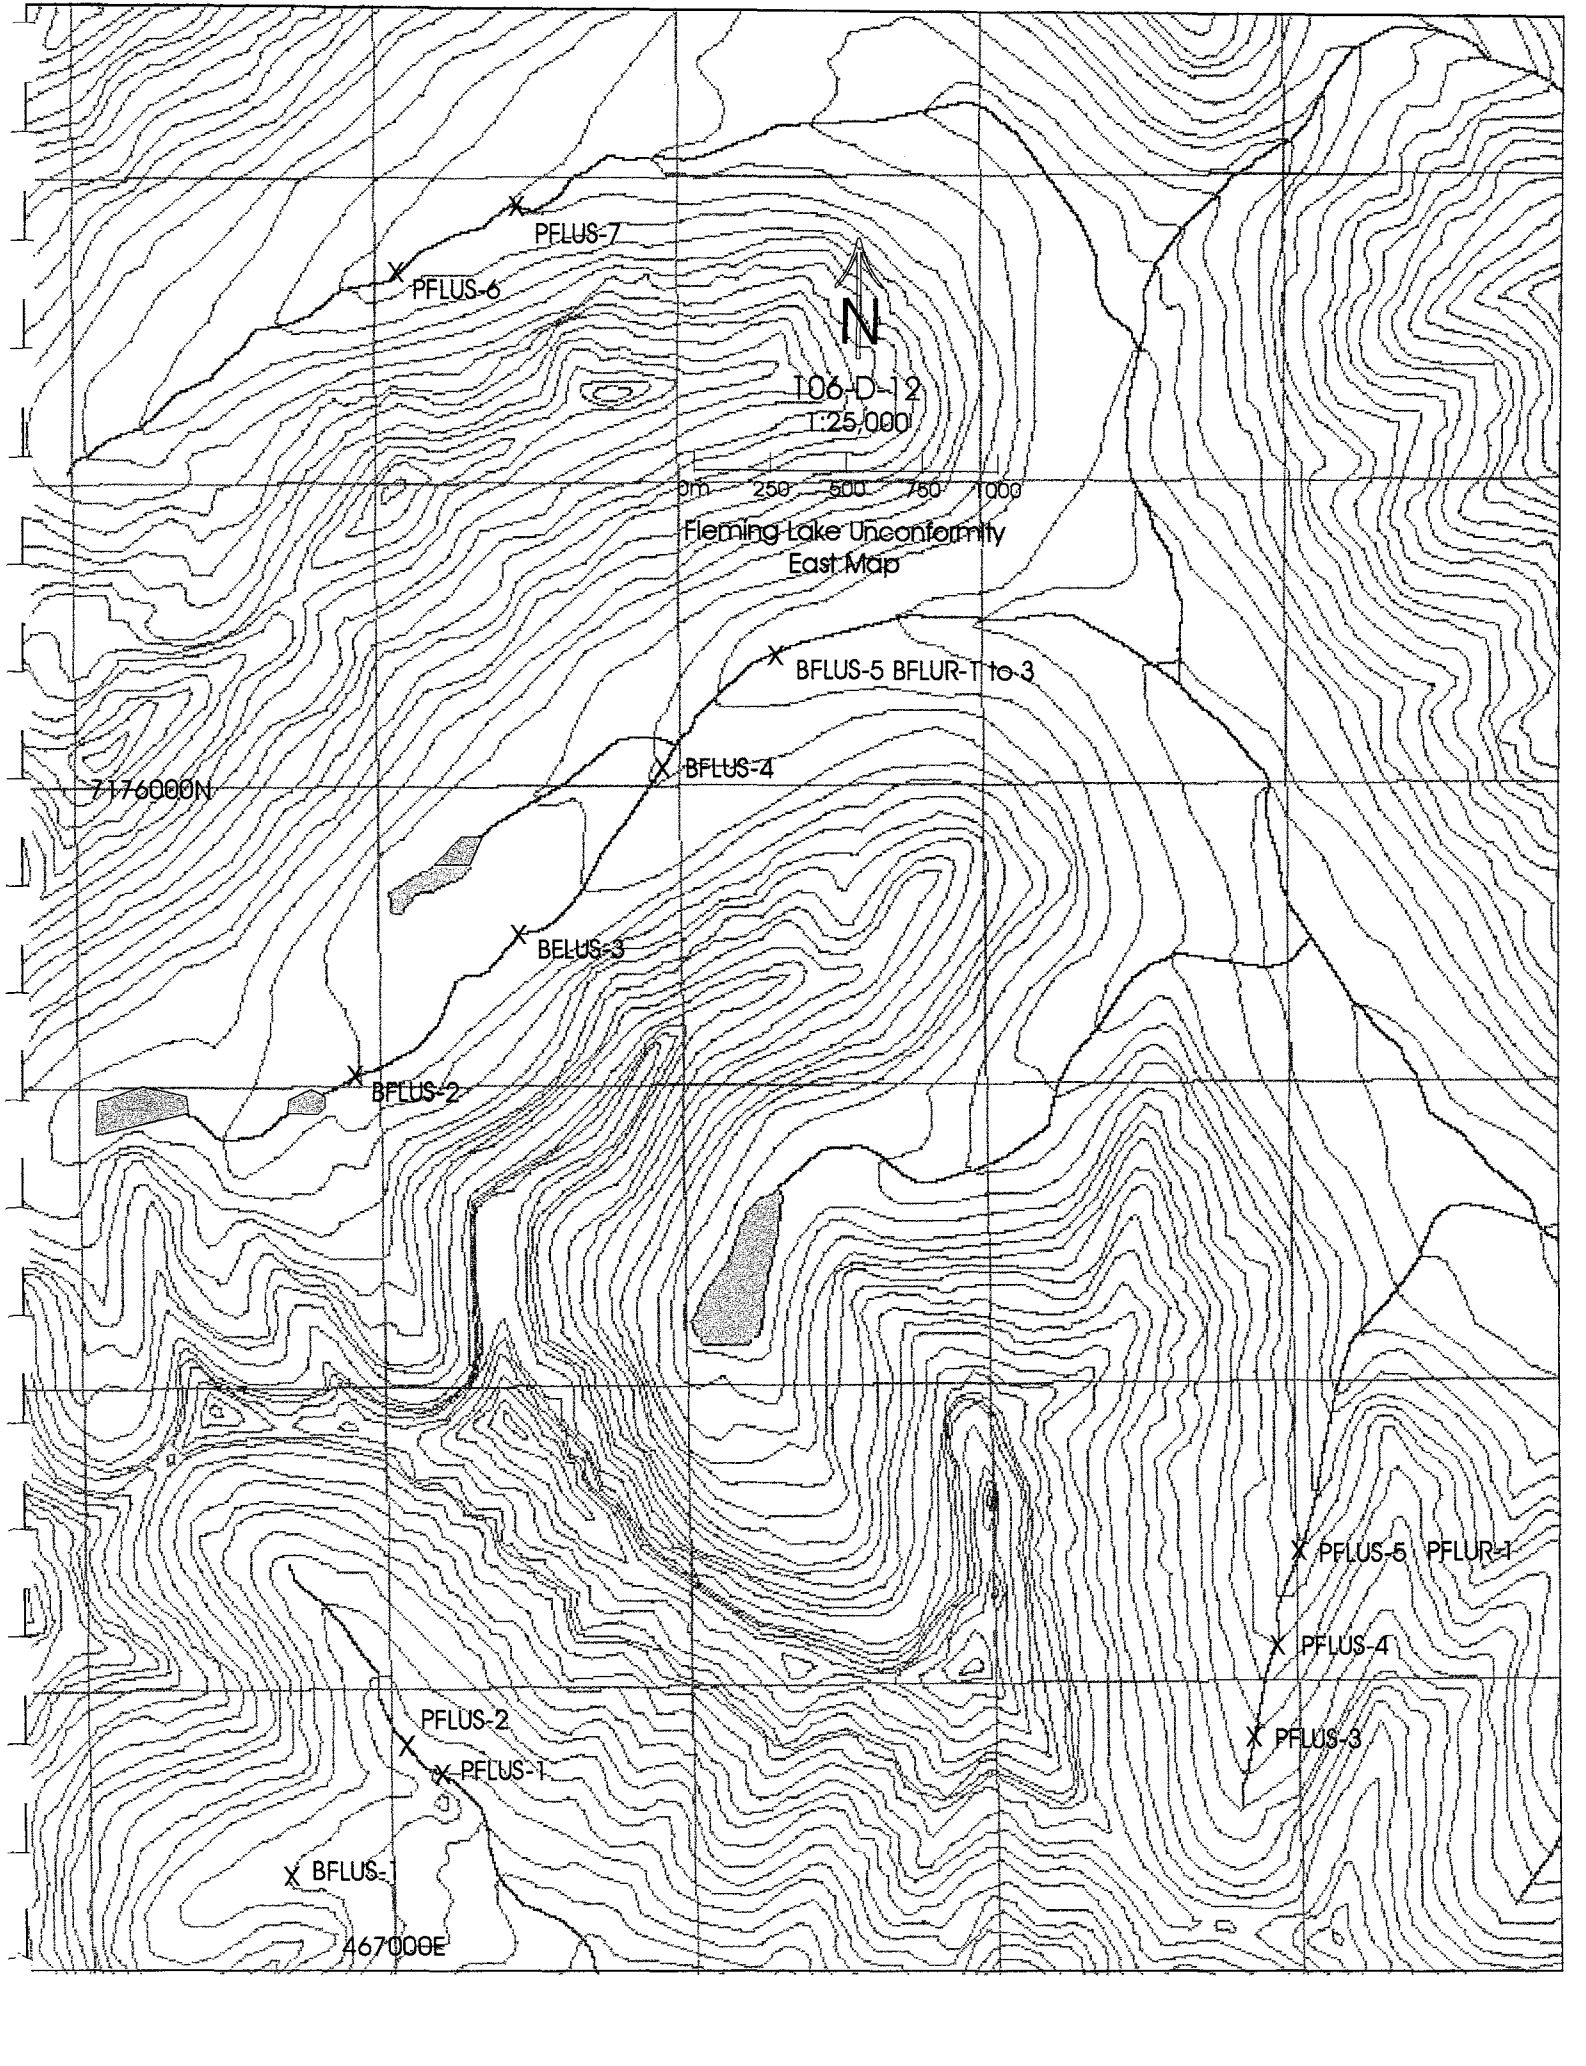 PFLUS-7
PFLUS-6
N
106-D-12
1:25,000
0m 250 500 750 1000
Fleming Lake Unconformity
East Map
BFLUS-5 BFLUR-1 to 3
BFLUS-4
7176000N
BFLUS-3
BFLUS-2
PFLUS-5 PFLUR-1
PFLUS-4
PFLUS-2
PFLUS-3
PFLUS-1
BFLUS-1
467000E